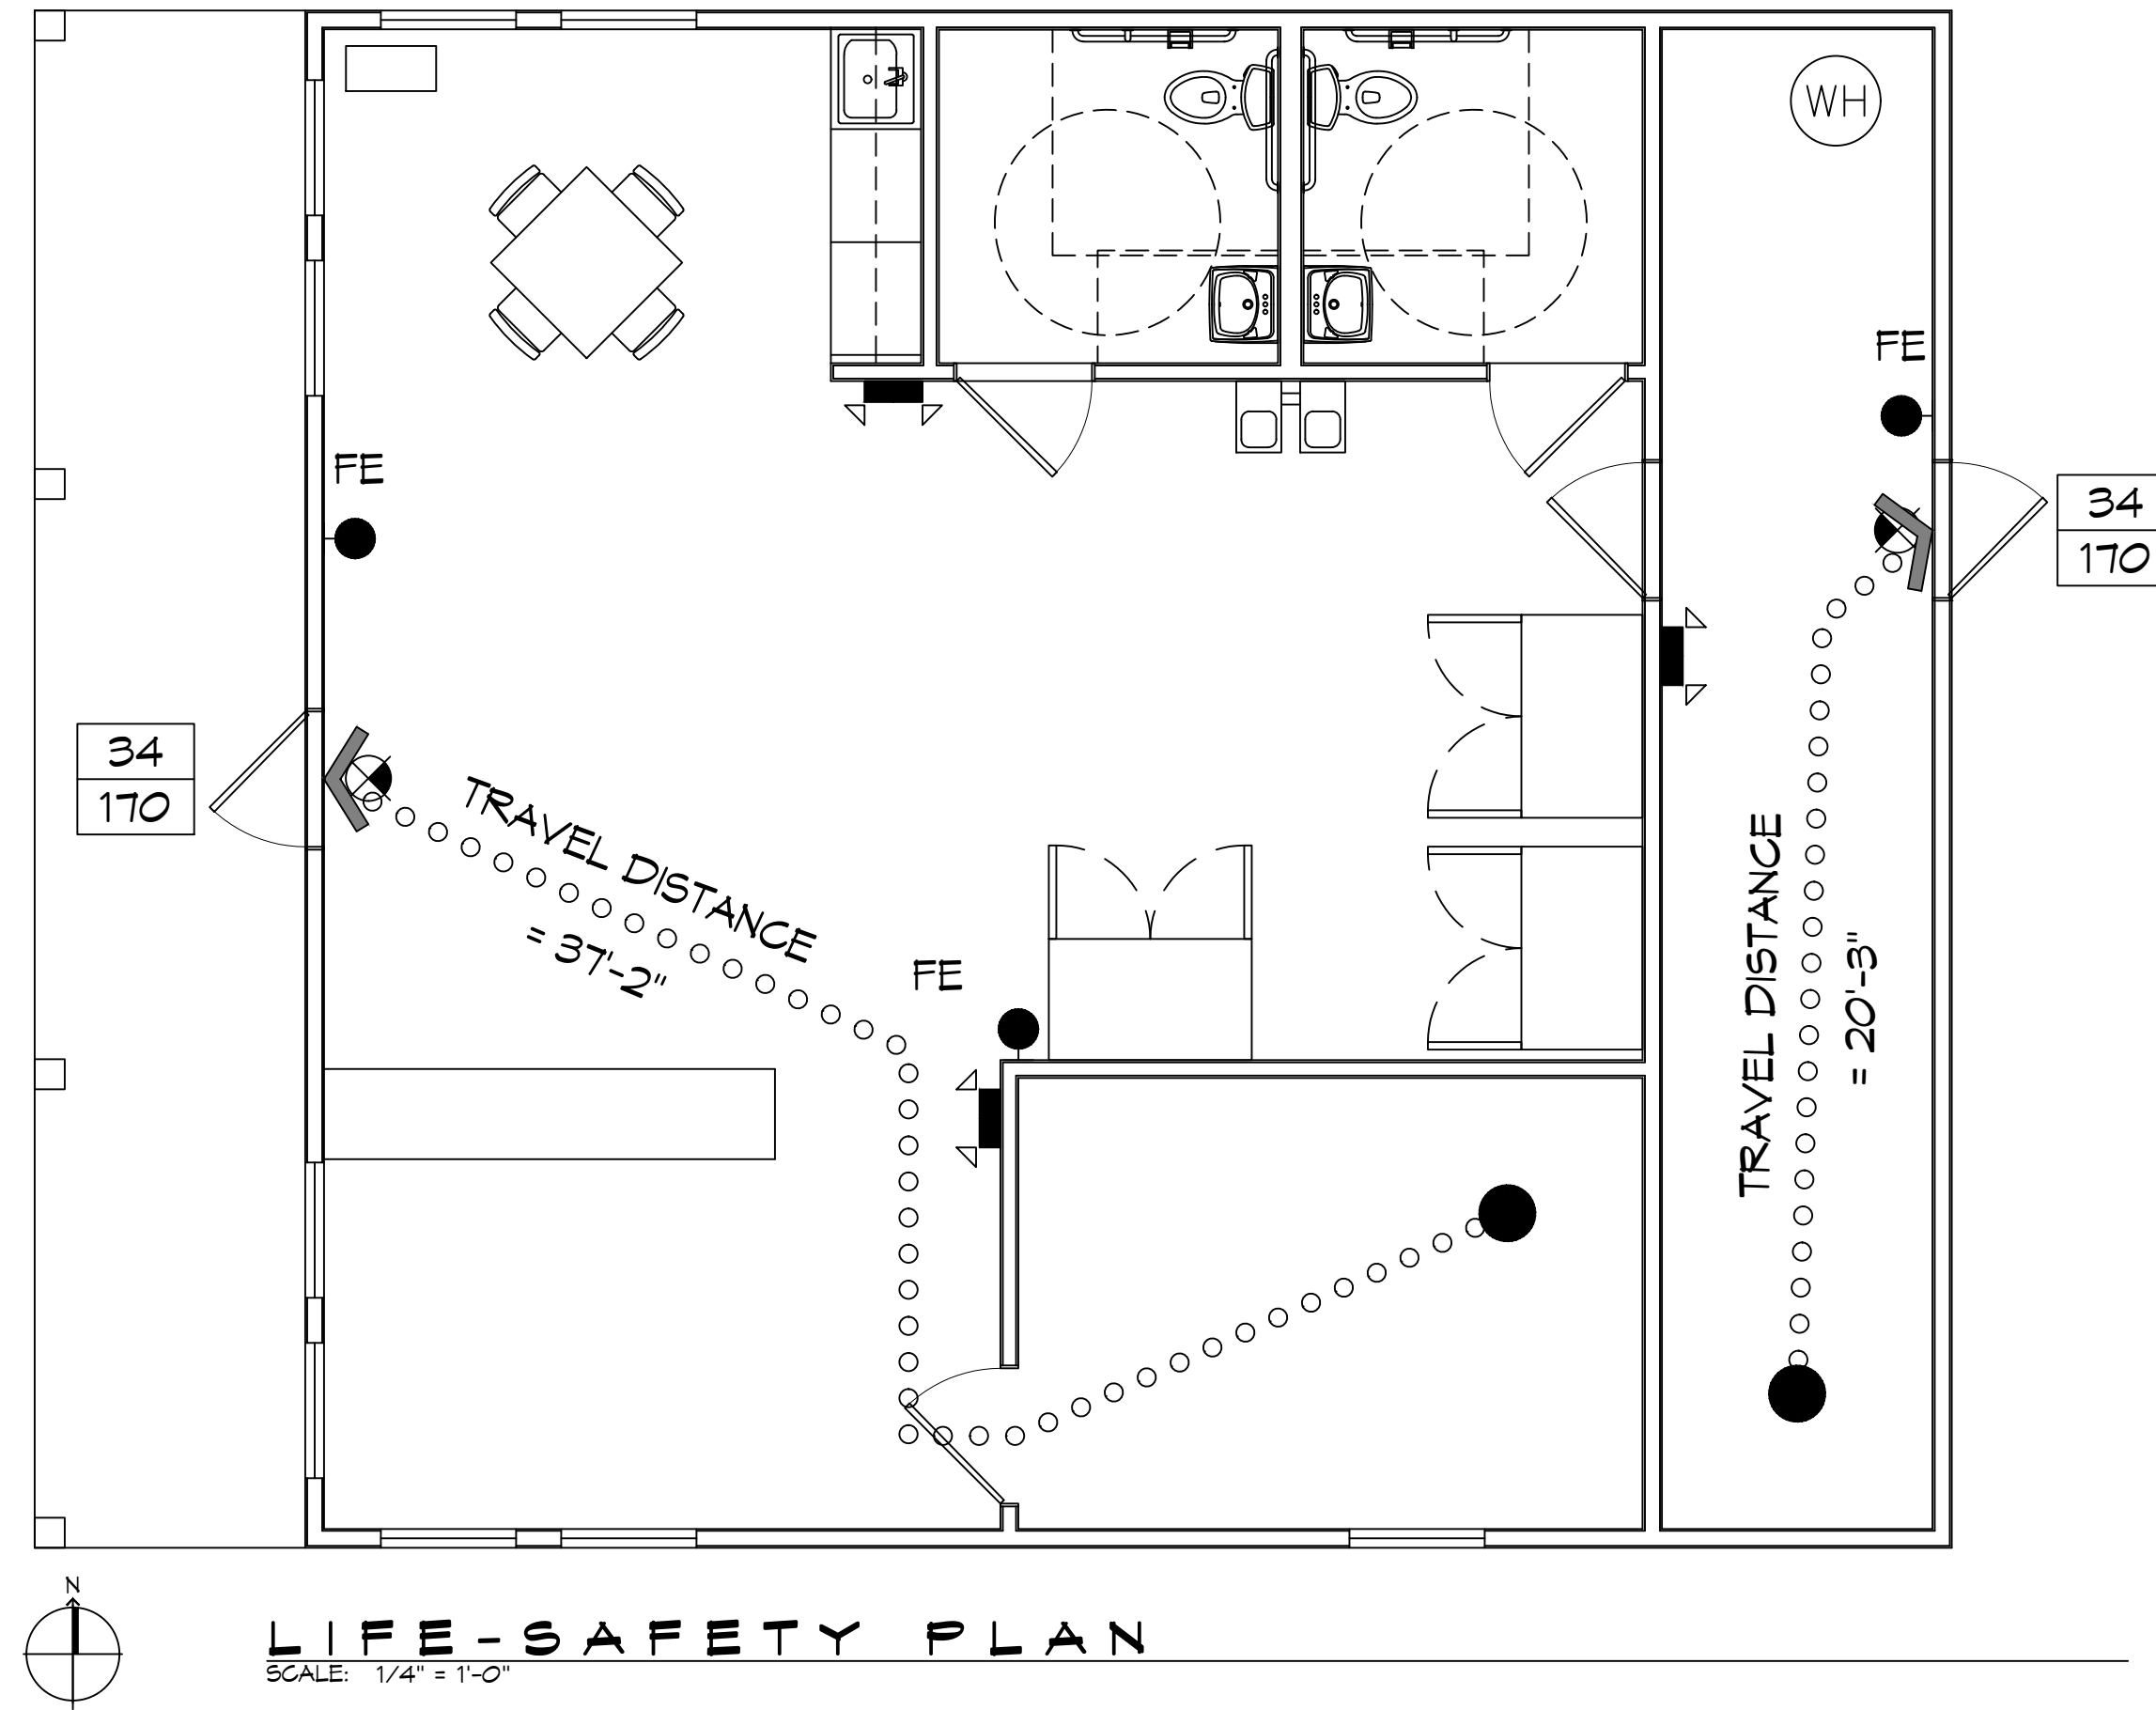 WH
FE
FE
34
170
34
170
TRAVEL DISTANCE
= 37'-2"
FE
TRAVEL DISTANCE
= 20'-3"
N
LIFE-SAFETY PLAN
SCALE: 1/4" = 1'-0"